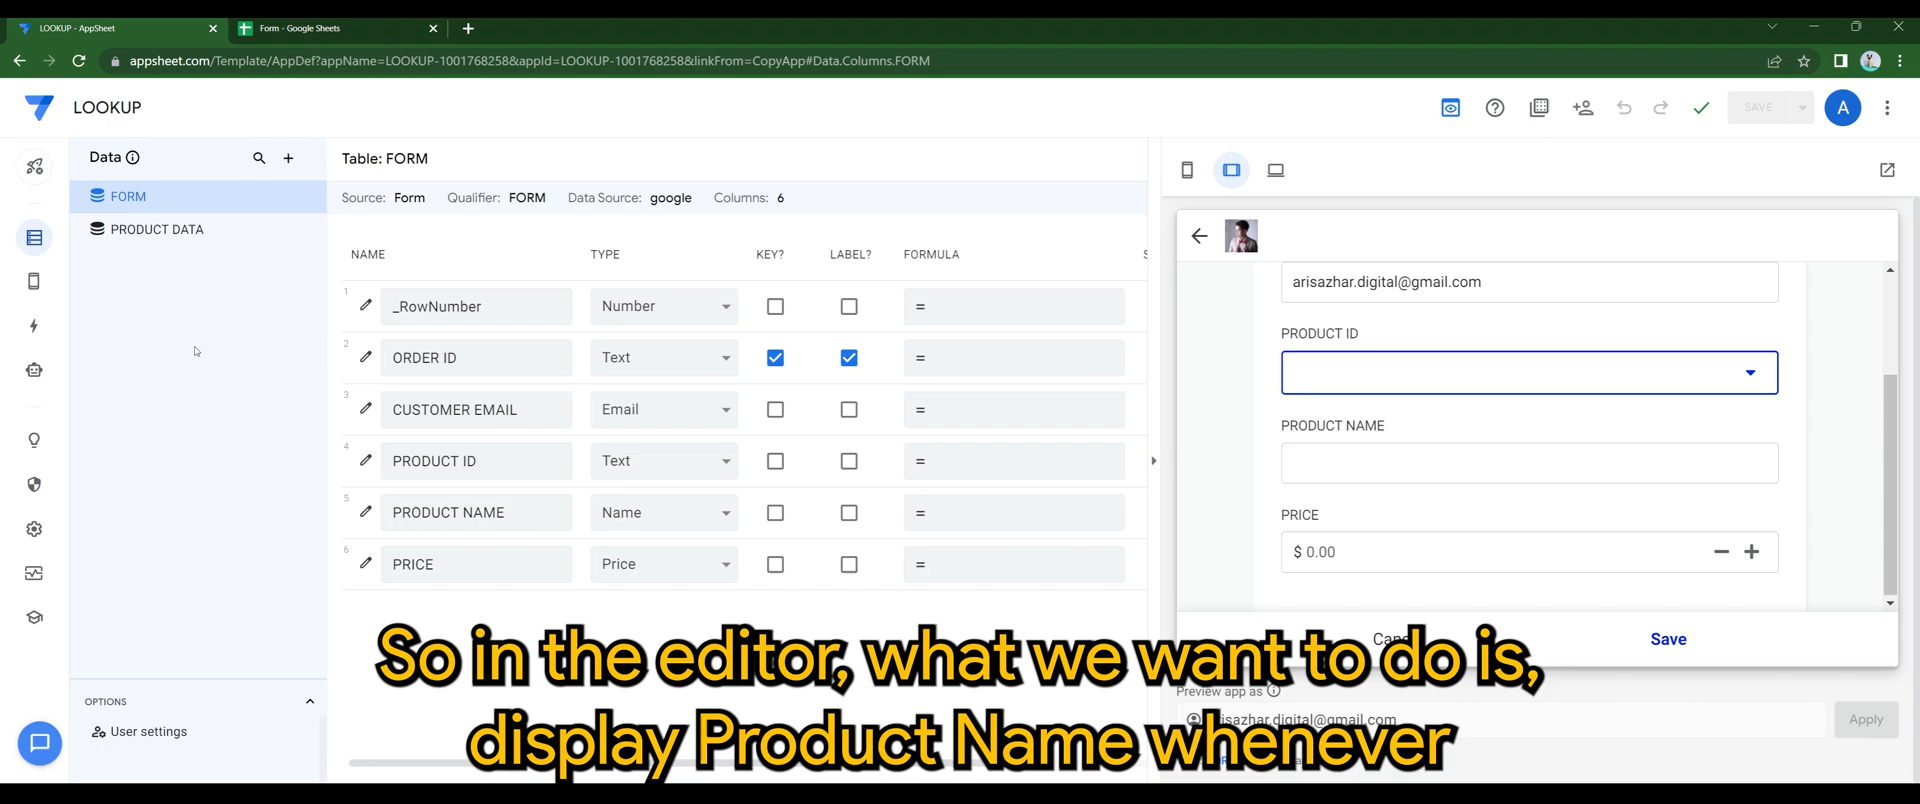 LOOKUP - AppSheet
Form - Google Sheets
appsheet.com/Template/AppDef?appName=LOOKUP-1001768258&appId=LOOKUP-1001768258&linkFrom=CopyApp#Data.Columns.FORM
LOOKUP
SAVE
A
Data
FORM
PRODUCT DATA
OPTIONS
User settings
Table: FORM
Source: Form Qualifier: FORM Data Source: google Columns: 6
NAME TYPE KEY? LABEL? FORMULA
1 _RowNumber Number =
2 ORDER ID Text =
3 CUSTOMER EMAIL Email =
4 PRODUCT ID Text =
5 PRODUCT NAME Name =
6 PRICE Price =
arisazhar.digital@gmail.com
PRODUCT ID
PRODUCT NAME
PRICE
$ 0.00
Save
Preview app as
arisazhar.digital@gmail.com
Apply
So in the editor, what we want to do is,
display Product Name whenever